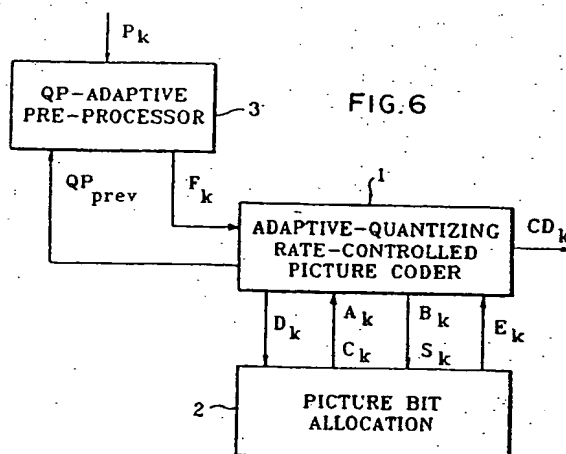 P_k
QP-ADAPTIVE
PRE-PROCESSOR
3
FIG.6
QP_prev
F_k
1
ADAPTIVE-QUANTIZING
RATE-CONTROLLED
PICTURE CODER
CD_k
D_k
A_k
C_k
B_k
S_k
E_k
2
PICTURE BIT
ALLOCATION